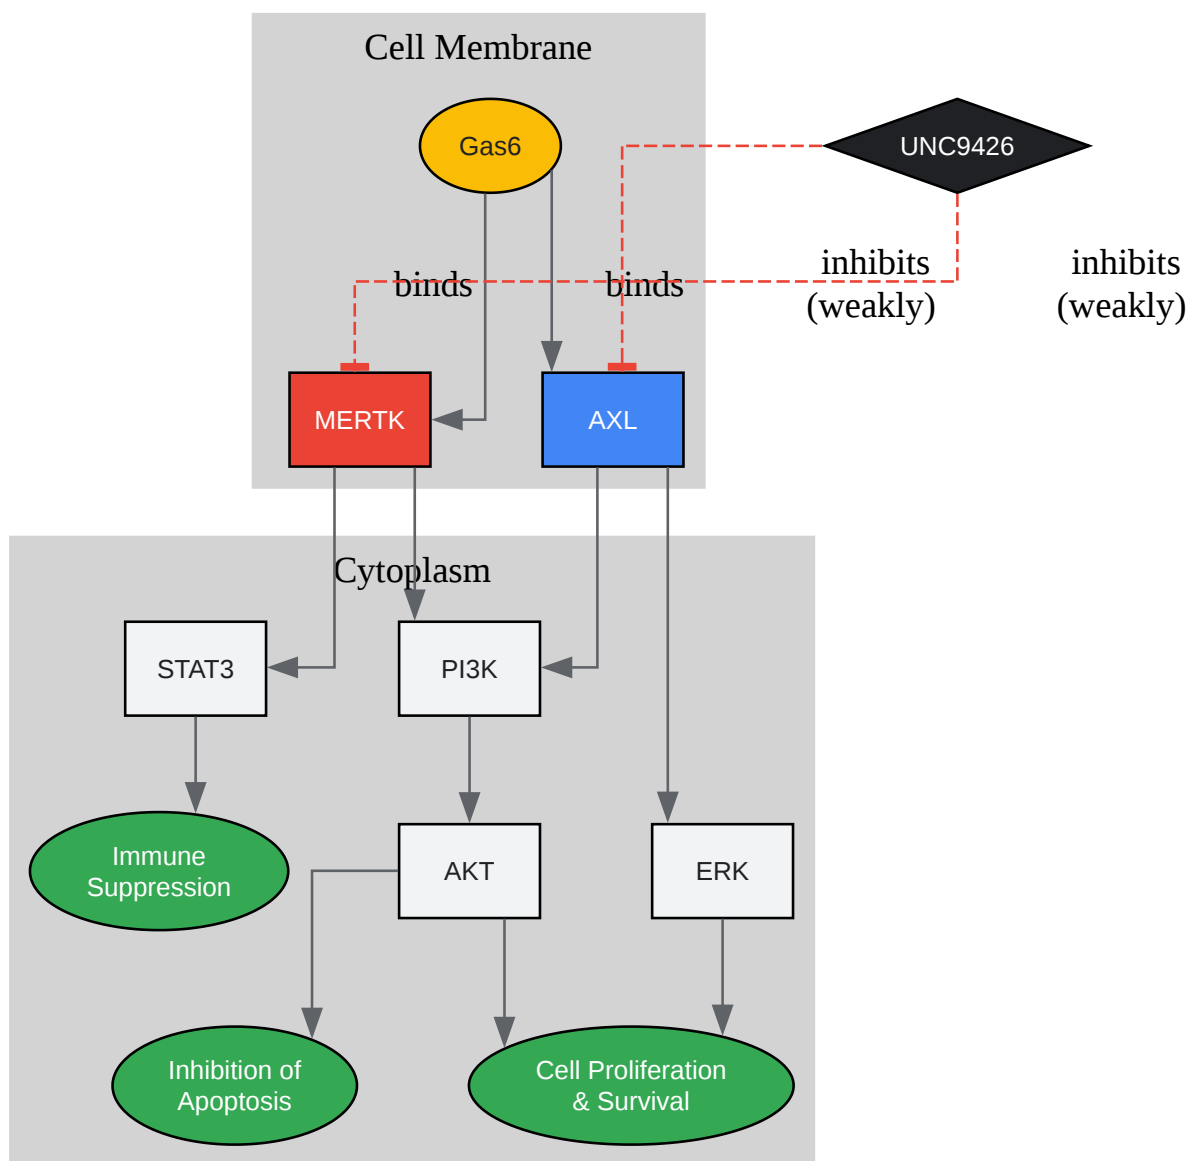 Cell Membrane
Gas6
UNC9426
binds
binds
inhibits
(weakly)
inhibits
(weakly)
MERTK
AXL
Cytoplasm
STAT3
PI3K
Immune
Suppression
AKT
ERK
Inhibition of
Apoptosis
Cell Proliferation
& Survival